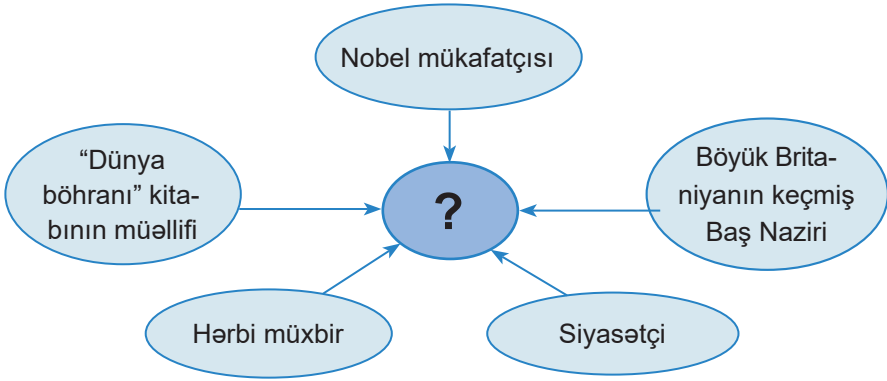 Nobel mükafatçısı
“Dünya
böhranı” kita-
bının müəllifi
?
Böyük Brita-
niyanın keçmiş
Baş Naziri
Hərbi müxbir
Siyasətçi